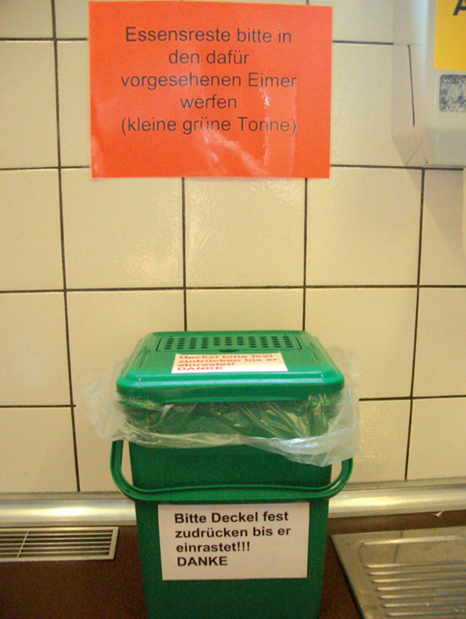 Essensreste bitte in
den dafür
vorgesehenen Eimer
werfen
(kleine grüne Tonne)
Deckel bitte fest
zudrücken bis er
einrastet!
DANKE
Bitte Deckel fest
zudrücken bis er
einrastet!!!
DANKE